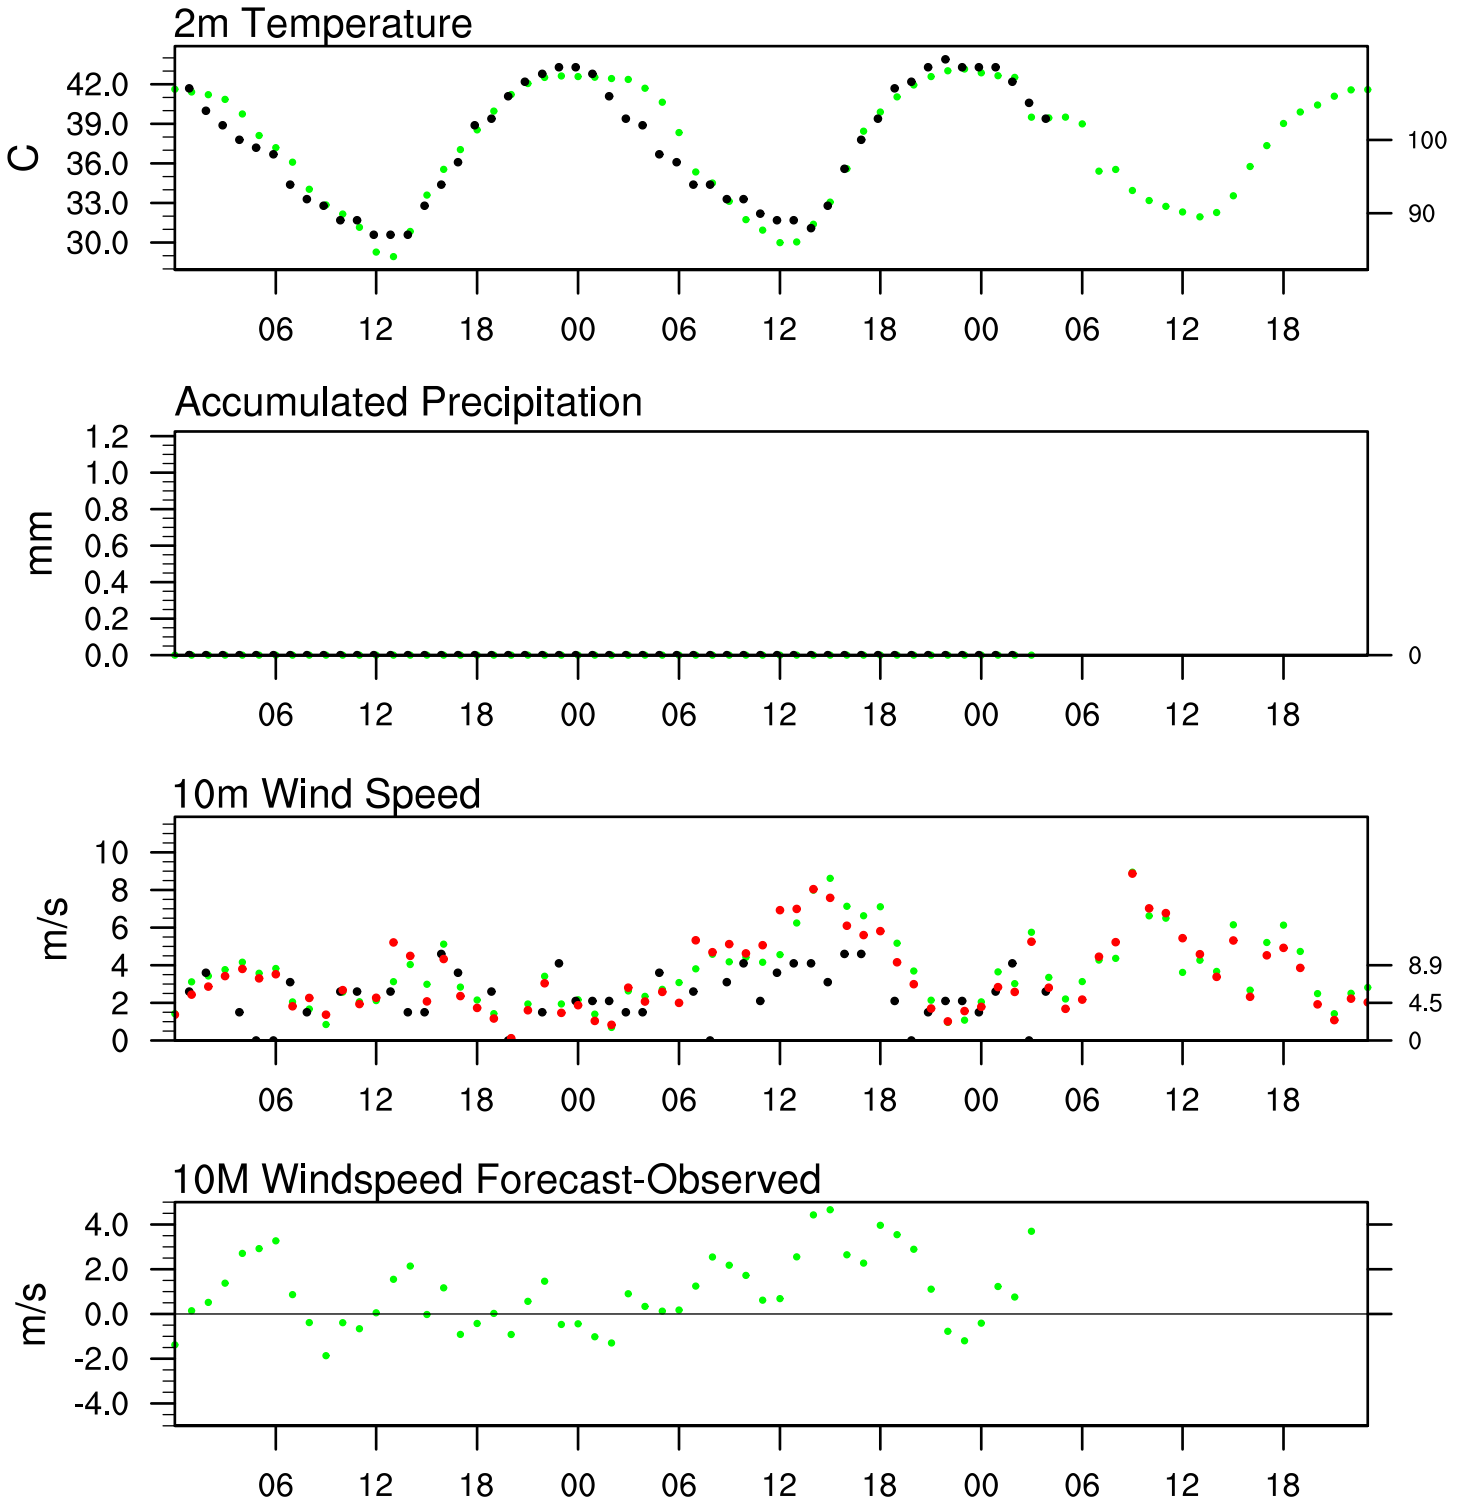 2m Temperature
C
42.0
39.0
36.0
33.0
30.0
100
90
06 12 18 00 06 12 18 00 06 12 18
Accumulated Precipitation
mm
1.2
1.0
0.8
0.6
0.4
0.2
0.0
0
06 12 18 00 06 12 18 00 06 12 18
10m Wind Speed
m/s
10
8
6
4
2
0
8.9
4.5
0
06 12 18 00 06 12 18 00 06 12 18
10M Windspeed Forecast-Observed
m/s
4.0
2.0
0.0
-2.0
-4.0
06 12 18 00 06 12 18 00 06 12 18